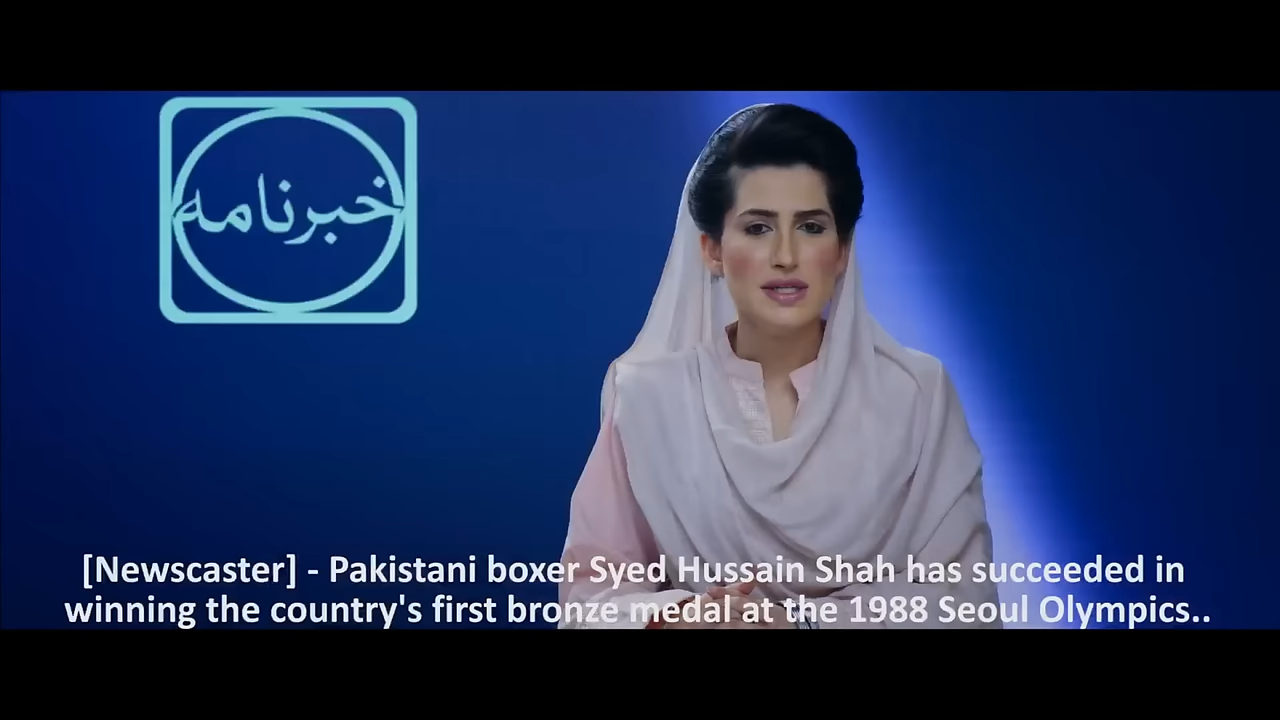 خبرنامہ
[Newscaster] - Pakistani boxer Syed Hussain Shah has succeeded in
winning the country's first bronze medal at the 1988 Seoul Olympics..